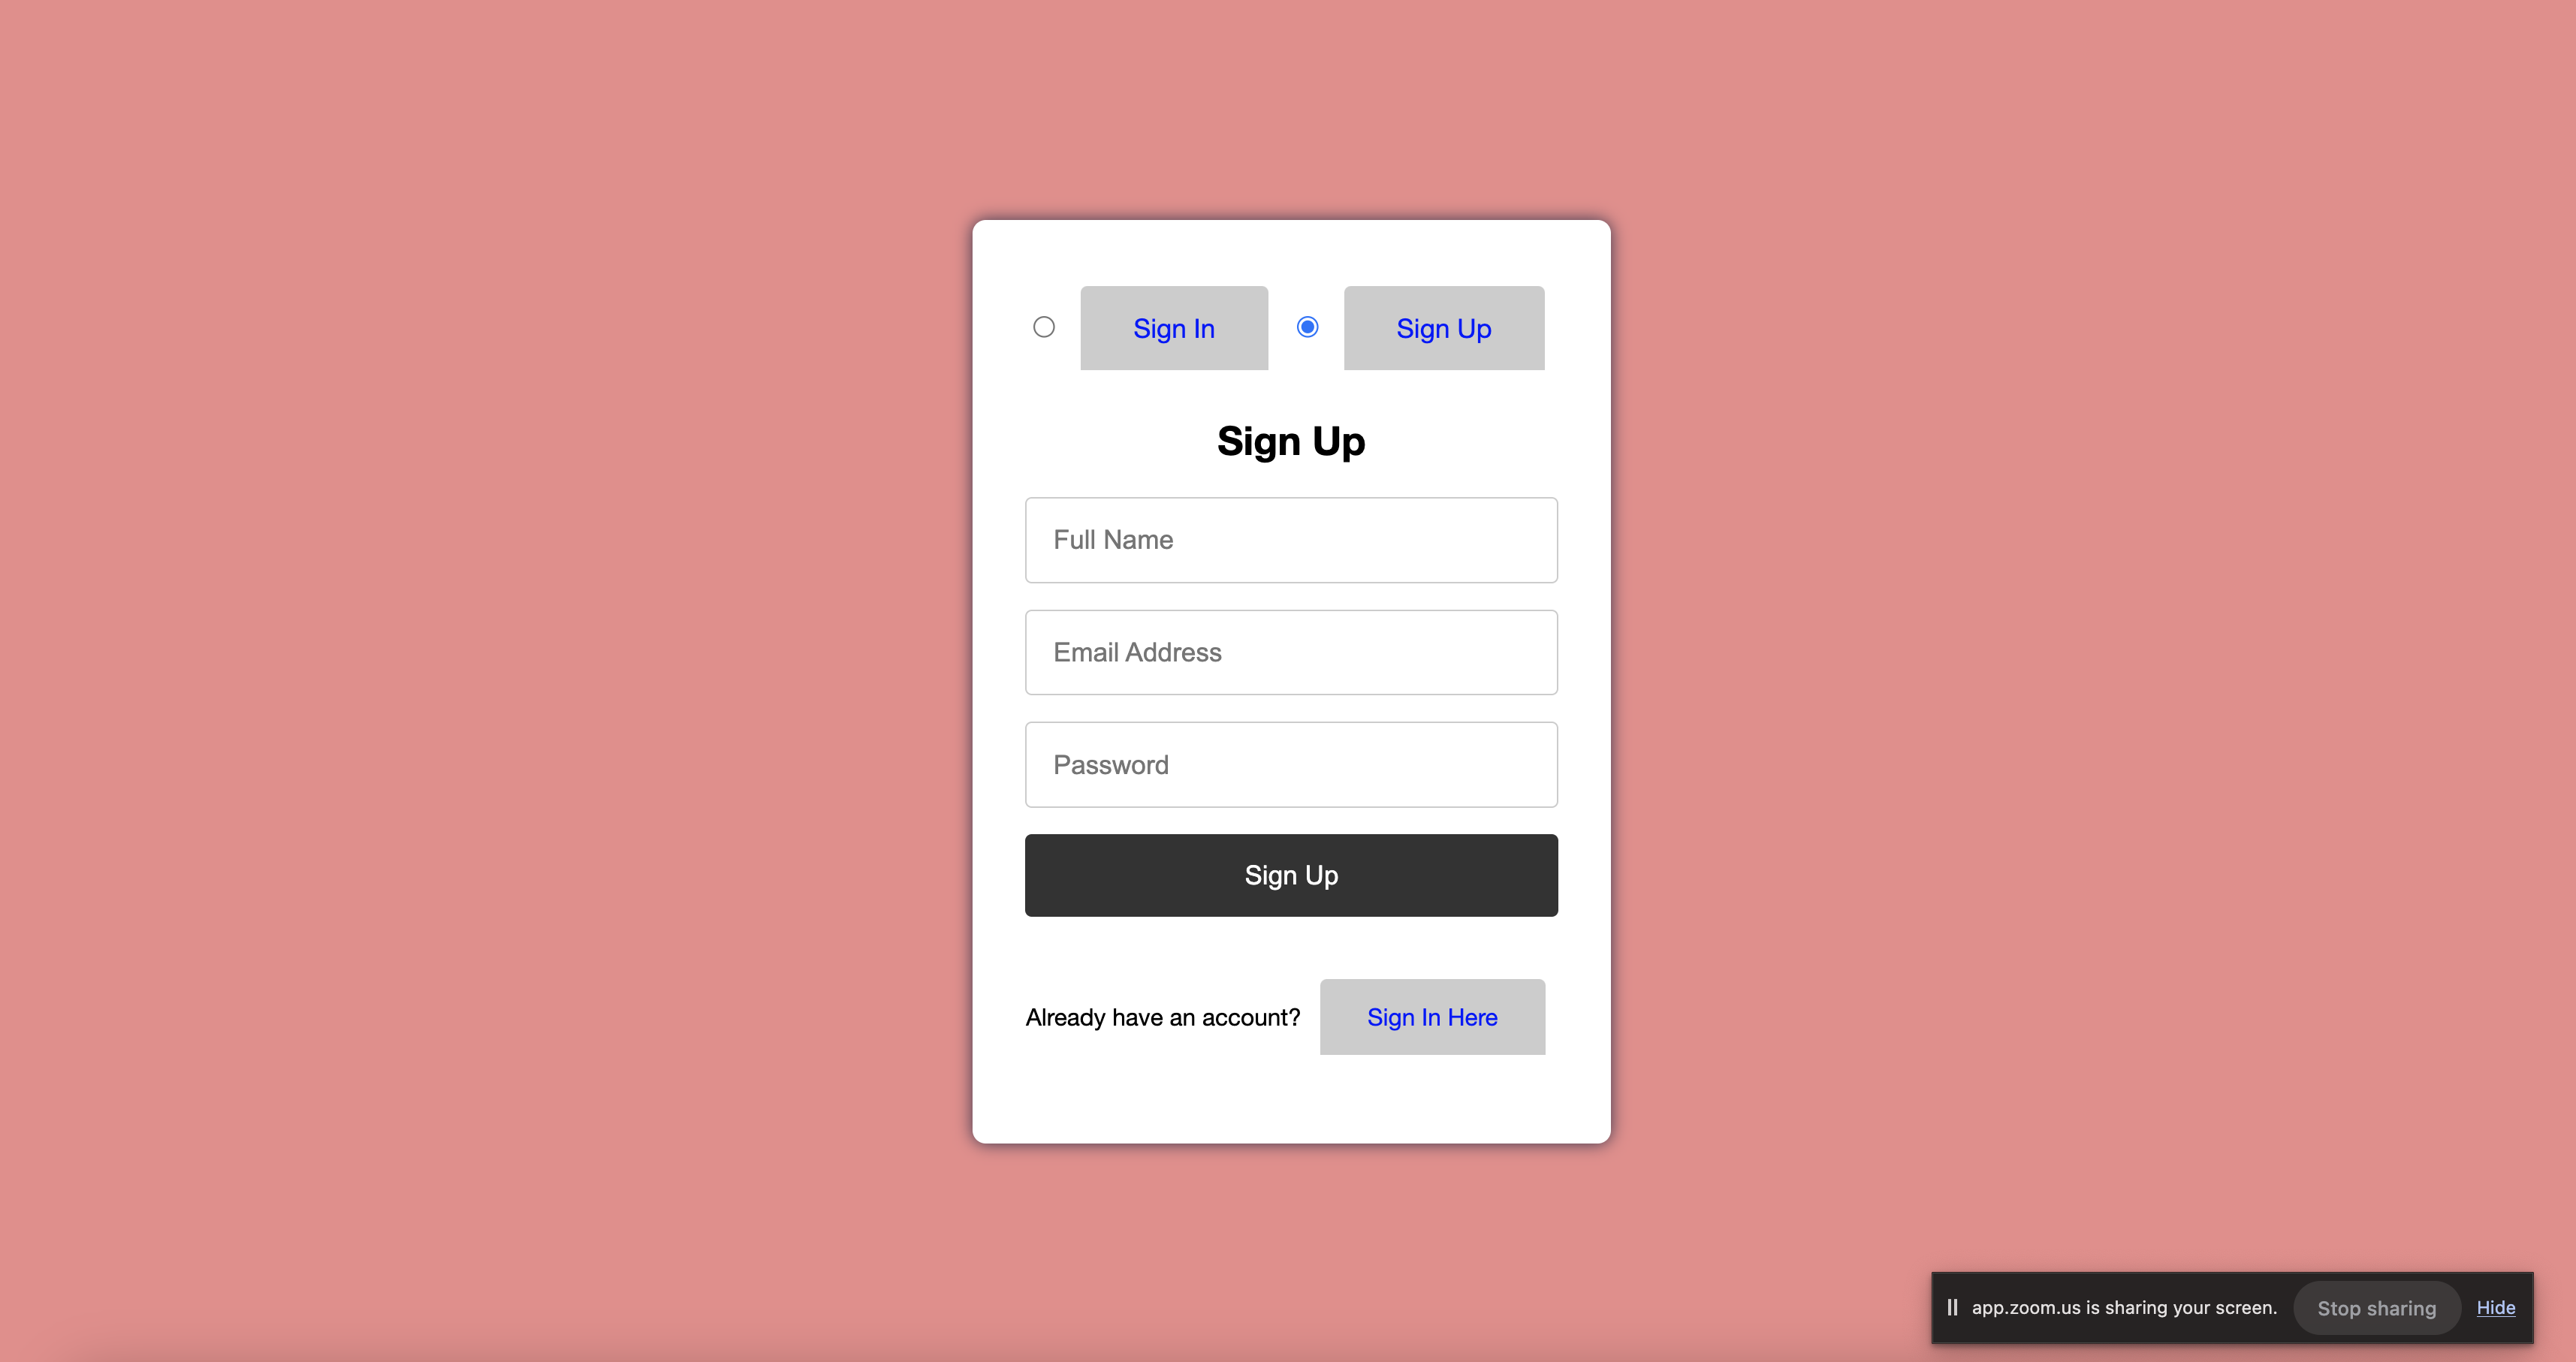 Sign In Sign Up
Sign Up
Full Name
Email Address
Password
Sign Up
Already have an account? Sign In Here
app.zoom.us is sharing your screen. Stop sharing Hide